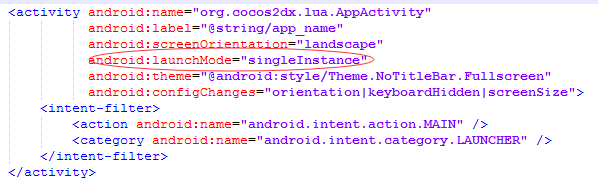 <activity android:name="org.cocos2dx.lua.AppActivity"
android:label="@string/app_name"
android:screenOrientation="landscape"
android:launchMode="singleInstance"
android:theme="@android:style/Theme.NoTitleBar.Fullscreen"
android:configChanges="orientation|keyboardHidden|screenSize">
<intent-filter>
<action android:name="android.intent.action.MAIN" />
<category android:name="android.intent.category.LAUNCHER" />
</intent-filter>
</activity>